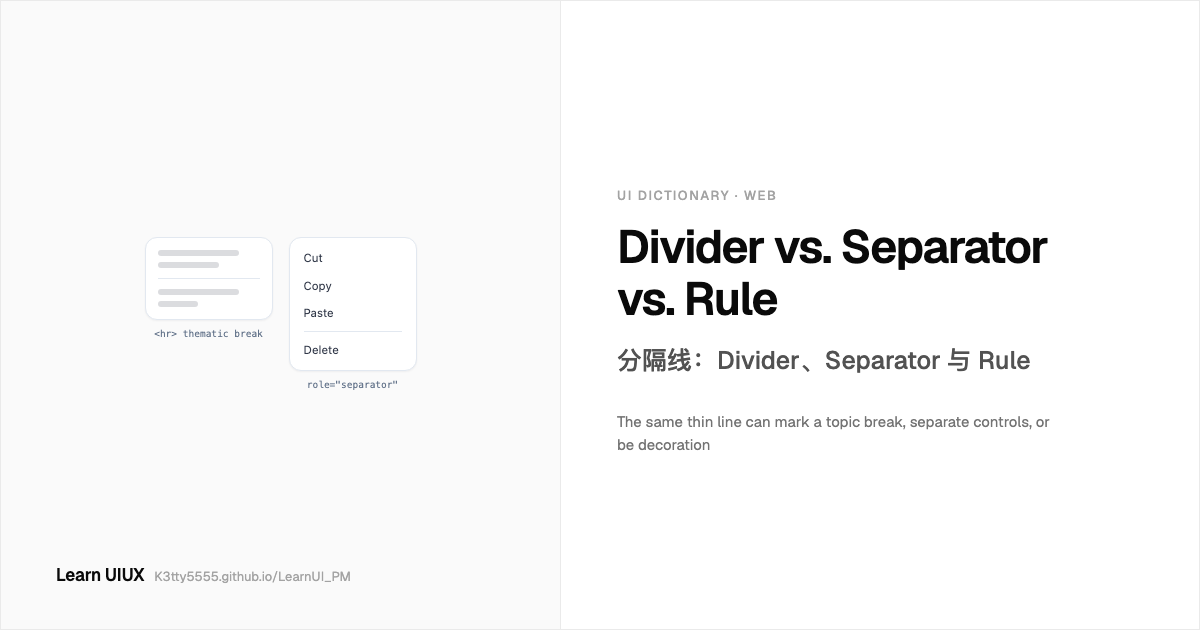 <hr> thematic break
Cut
Copy
Paste
Delete
role="separator"
Learn UIUX K3tty5555.github.io/LearnUI_PM
UI DICTIONARY · WEB
Divider vs. Separator
vs. Rule
分隔线：Divider、Separator 与 Rule
The same thin line can mark a topic break, separate controls, or
be decoration